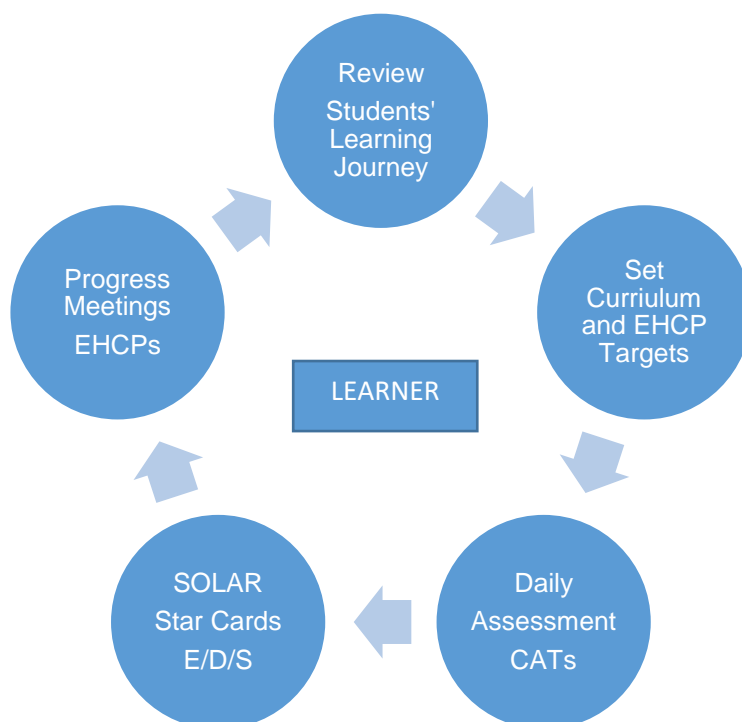 Review
Students'
Learning
Journey
Set
Curriulum
and EHCP
Targets
Daily
Assessment
CATs
SOLAR
Star Cards
E/D/S
Progress
Meetings
EHCPs
LEARNER